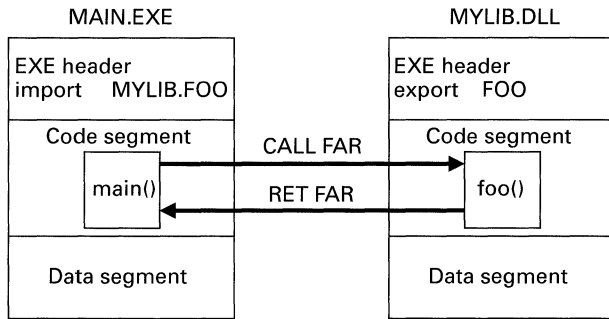 MAIN.EXE
EXE header
import MYLIB.FOO
Code segment
main()
Data segment
CALL FAR
RET FAR
MYLIB.DLL
EXE header
export FOO
Code segment
foo()
Data segment